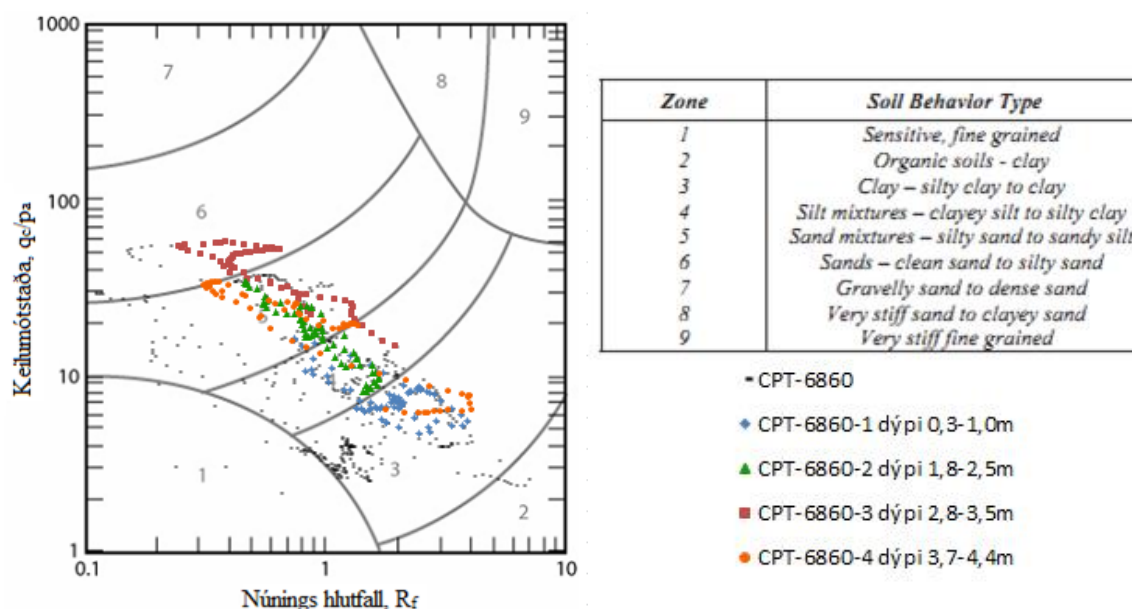 1000
100
10
1
Keilumótstaða, qc/pa
7
8
9
6
5
4
1
3
2
0.1
1
10
Núnings hlutfall, Rf
Zone Soil Behavior Type
1 Sensitive, fine grained
2 Organic soils - clay
3 Clay – silty clay to clay
4 Silt mixtures – clayey silt to silty clay
5 Sand mixtures – silty sand to sandy silt
6 Sands – clean sand to silty sand
7 Gravelly sand to dense sand
8 Very stiff sand to clayey sand
9 Very stiff fine grained
CPT-6860
CPT-6860-1 dýpi 0,3-1,0m
CPT-6860-2 dýpi 1,8-2,5m
CPT-6860-3 dýpi 2,8-3,5m
CPT-6860-4 dýpi 3,7-4,4m